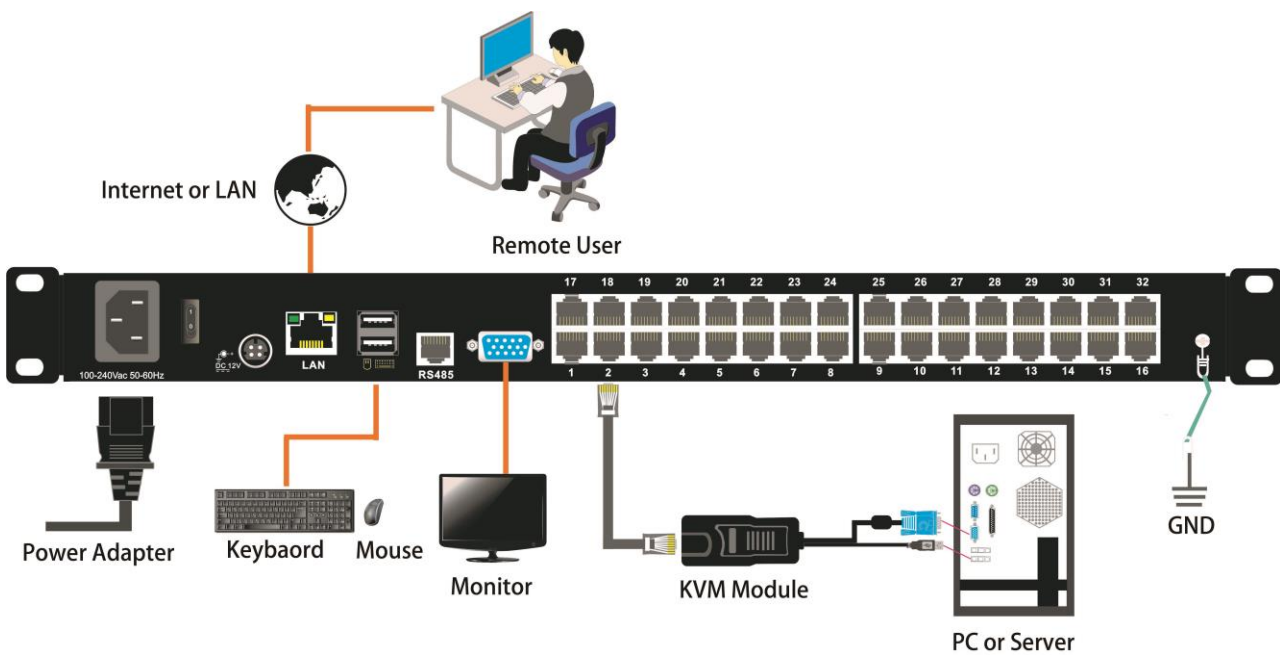 Internet or LAN
Remote User
17 18 19 20 21 22 23 24 25 26 27 28 29 30 31 32
100-240Vac 50-60Hz
DC 12V
LAN
RS485
1 2 3 4 5 6 7 8 9 10 11 12 13 14 15 16
Power Adapter
Keybaord
Mouse
Monitor
KVM Module
PC or Server
GND